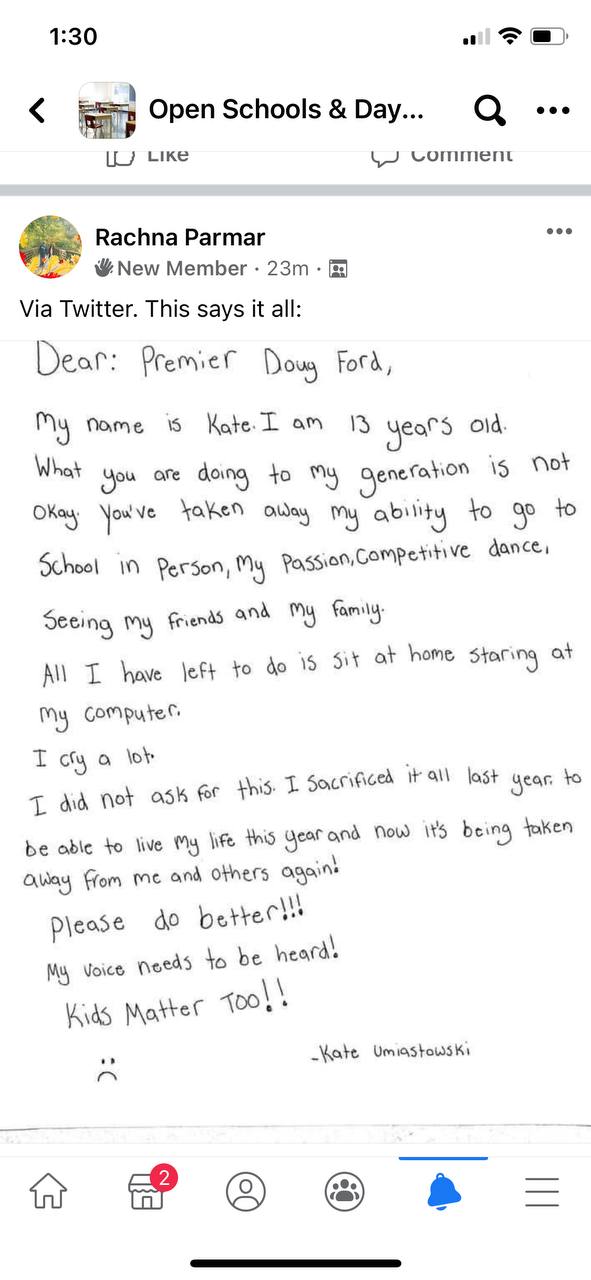 1:30
Open Schools & Day...
Like Comment
Rachna Parmar
New Member · 23m ·
Via Twitter. This says it all:
Dear: Premier Doug Ford,
My name is Kate. I am 13 years old.
What you are doing to my generation is not
Okay. You've taken away my ability to go to
School in Person, My Passion, Competitive dance,
Seeing my friends and my family.
All I have left to do is sit at home staring at
my computer.
I cry a lot.
I did not ask for this. I Sacrificed it all last year to
be able to live my life this year and now it's being taken
away from me and others again!
Please do better!!!
My voice needs to be heard!
Kids Matter Too!!
-Kate Umiastowski
2